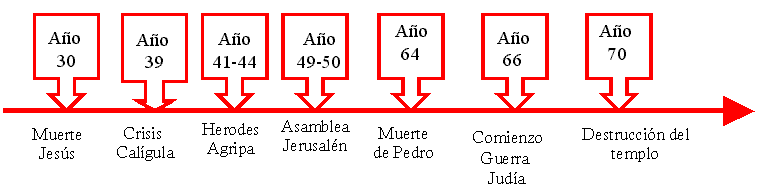 Año
30
Año
39
Año
41-44
Año
49-50
Año
64
Año
66
Año
70
Muerte
Jesús
Crisis
Calígula
Herodes
Agripa
Asamblea
Jerusalén
Muerte
de Pedro
Comienzo
Guerra
Judía
Destrucción del
templo